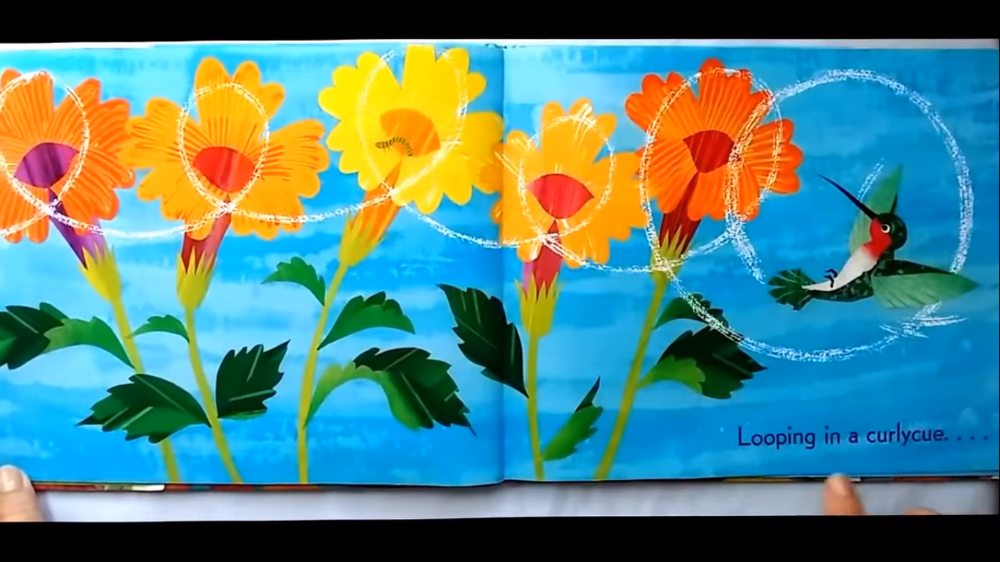 Looping in a curlycue. . . .